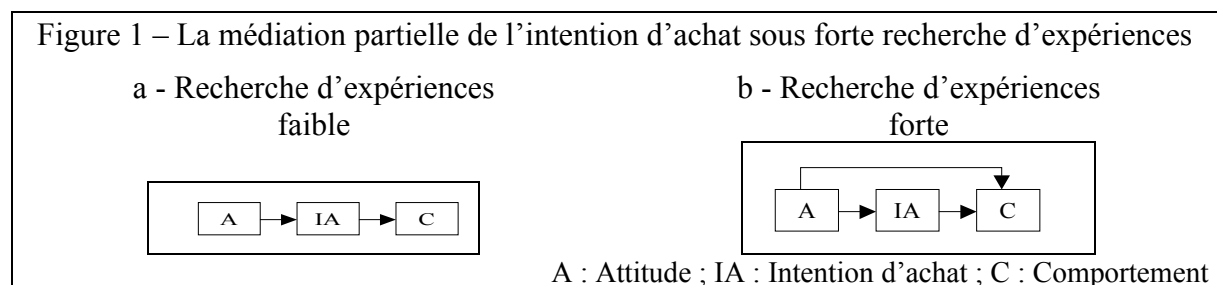 Figure 1 – La médiation partielle de l’intention d’achat sous forte recherche d’expériences
a - Recherche d’expériences
faible
b - Recherche d’expériences
forte
A IA C
A IA C
A : Attitude ; IA : Intention d’achat ; C : Comportement